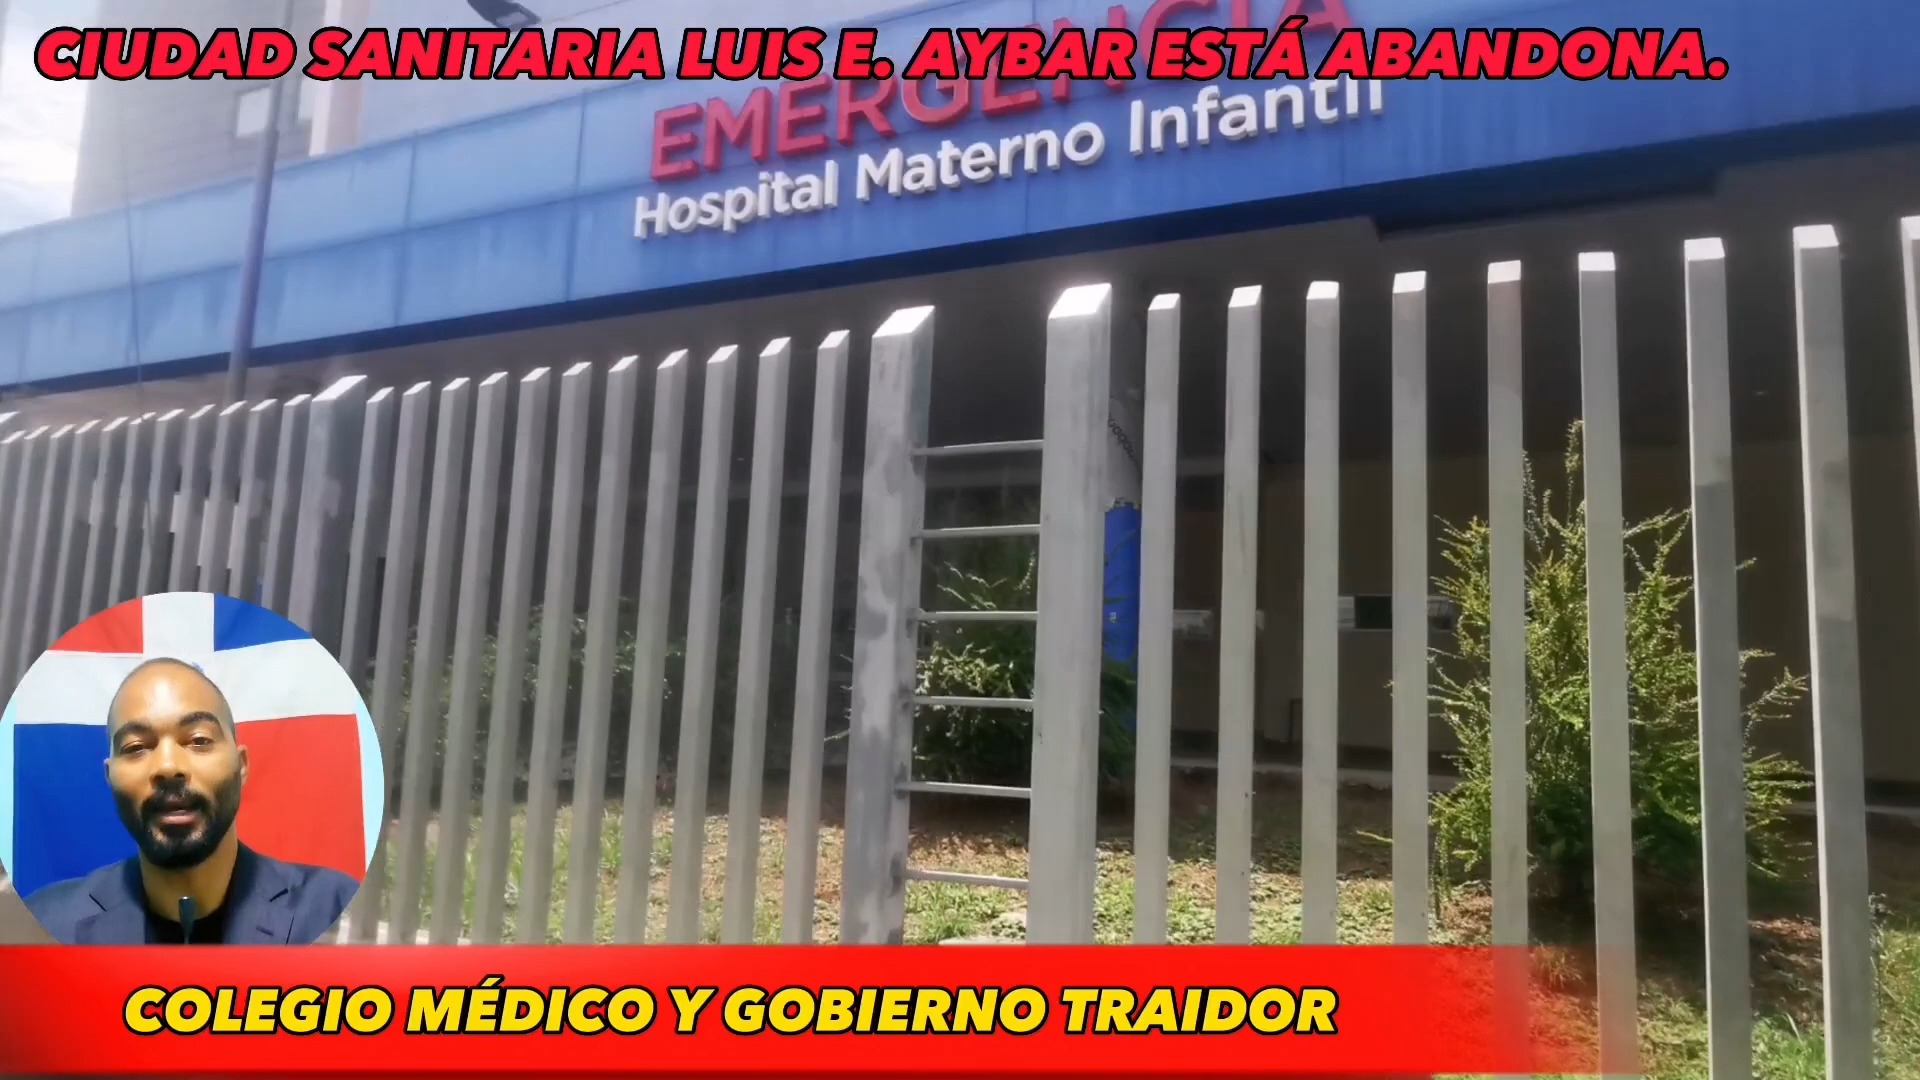 CIUDAD SANITARIA LUIS E. AYBAR ESTÁ ABANDONA.
EMERGENCIA
Hospital Materno Infantil
COLEGIO MÉDICO Y GOBIERNO TRAIDOR